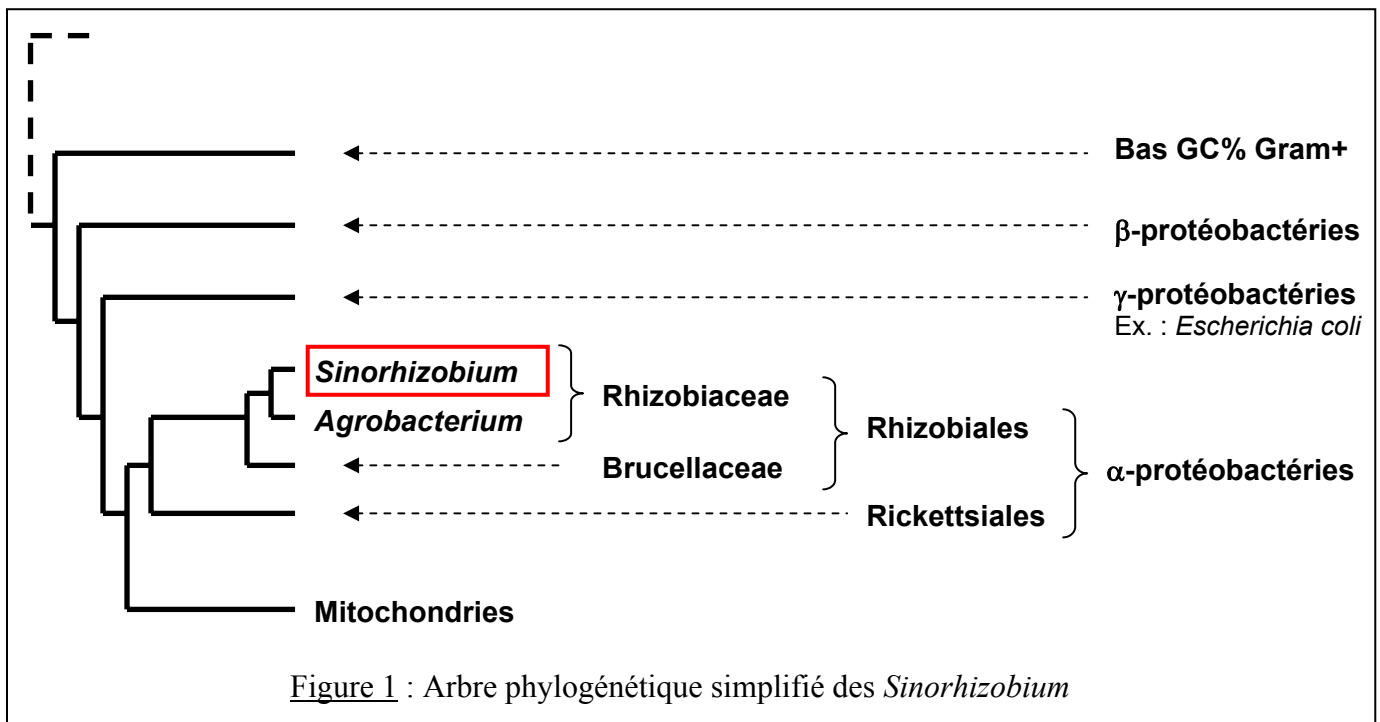 Bas GC% Gram+
β-protéobactéries
γ-protéobactéries
Ex. : Escherichia coli
Sinorhizobium
Rhizobiaceae
Agrobacterium
Rhizobiales
Brucellaceae
α-protéobactéries
Rickettsiales
Mitochondries
Figure 1 : Arbre phylogénétique simplifié des Sinorhizobium